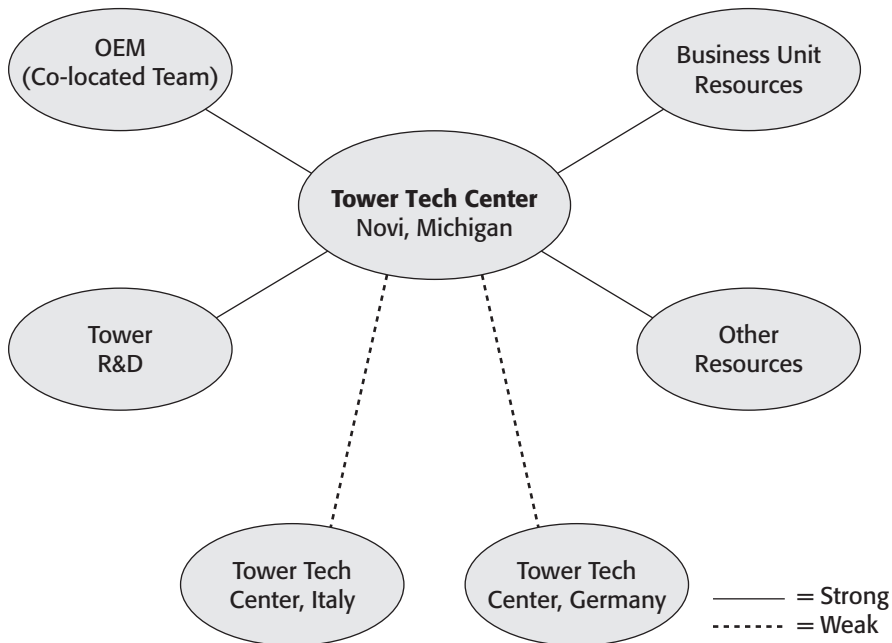 OEM
(Co-located Team)
Business Unit
Resources
Tower Tech Center
Novi, Michigan
Tower
R&D
Other
Resources
Tower Tech
Center, Italy
Tower Tech
Center, Germany
= Strong
= Weak